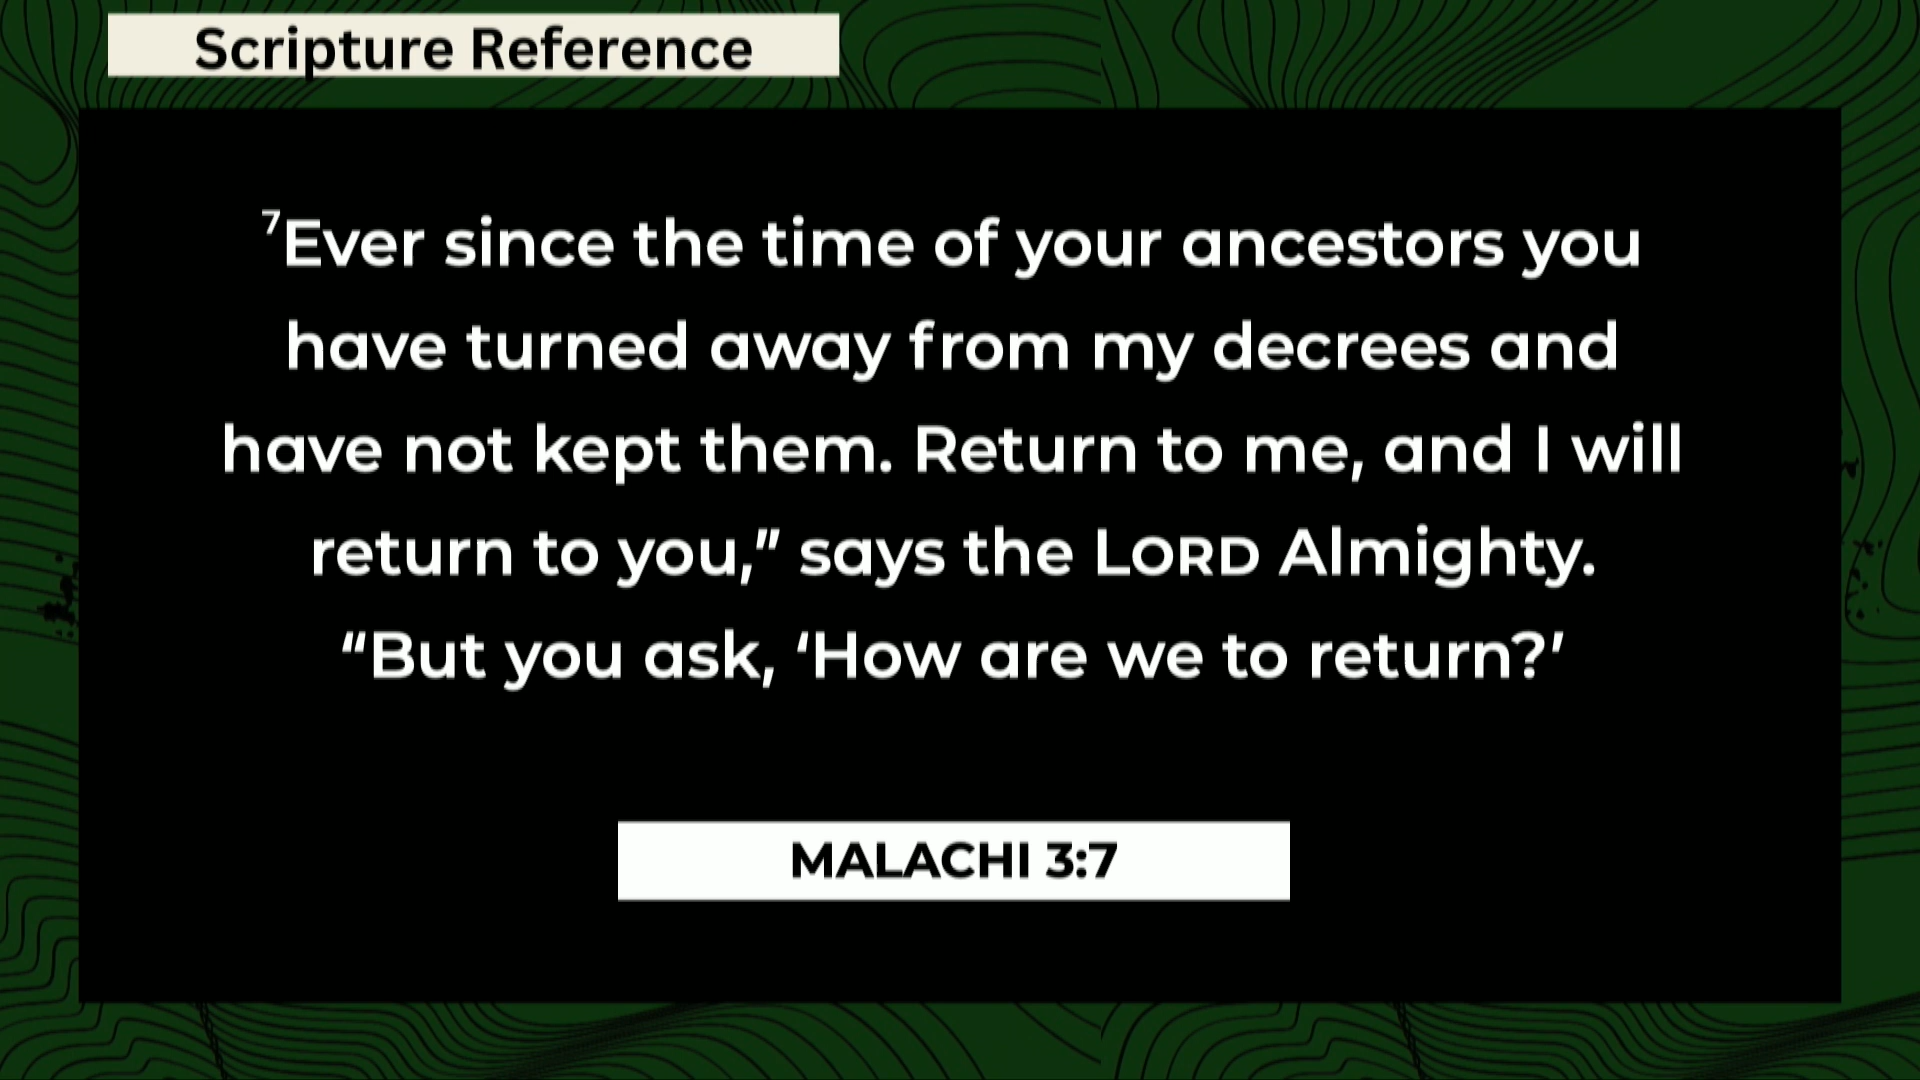 Scripture Reference
⁷Ever since the time of your ancestors you
have turned away from my decrees and
have not kept them. Return to me, and I will
return to you,” says the LORD Almighty.
“But you ask, ‘How are we to return?’
MALACHI 3:7